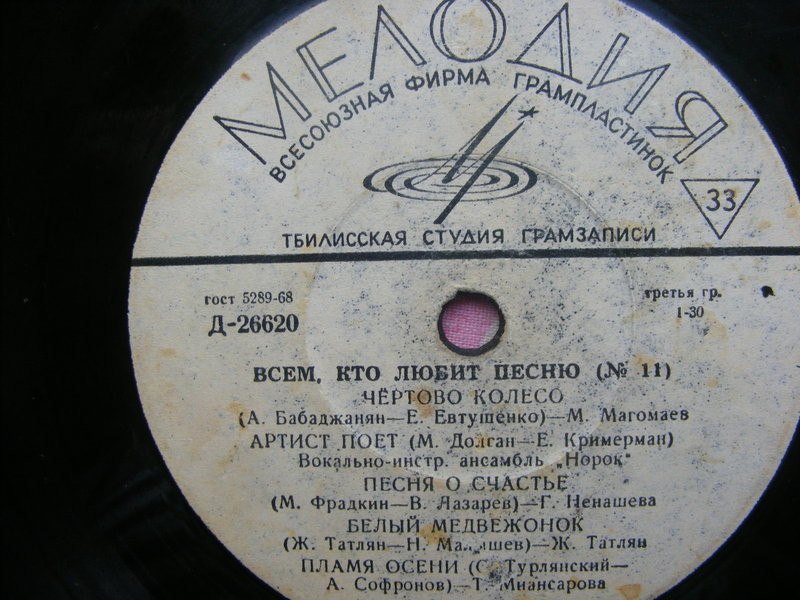 МЕЛОДИЯ
ВСЕСОЮЗНАЯ ФИРМА ГРАМПЛАСТИНОК
33
ТБИЛИССКАЯ СТУДИЯ ГРАМЗАПИСИ
гост 5289-68
Д-26620
третья гр.
1-30
ВСЕМ, КТО ЛЮБИТ ПЕСНЮ (№ 11)
ЧЁРТОВО КОЛЕСО
(А. Бабаджанян—Е. Евтушенко)—М. Магомаев
АРТИСТ ПОЕТ (М. Долган—Е. Кримерман)
Вокально-инстр. ансамбль „Норок“
ПЕСНЯ О СЧАСТЬЕ
(М. Фрадкин—В. Лазарев)—Г. Ненашева
БЕЛЫЙ МЕДВЕЖОНОК
(Ж. Татлян—Н. Малышев)—Ж. Татлян
ПЛАМЯ ОСЕНИ (С. Турлянский—
А. Софронов)—Т. Миансарова